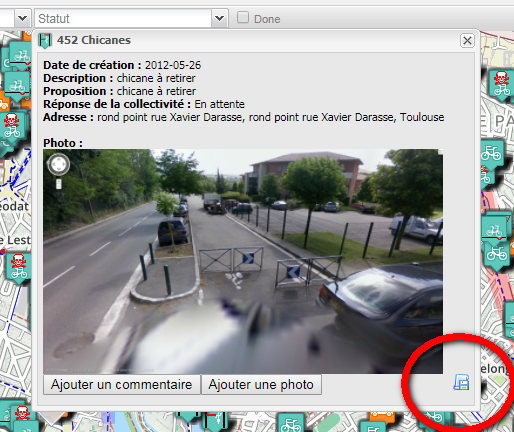 Statut
Done
452 Chicanes
Date de création : 2012-05-26
Description : chicane à retirer
Proposition : chicane à retirer
Réponse de la collectivité : En attente
Adresse : rond point rue Xavier Darasse, rond point rue Xavier Darasse, Toulouse
Photo :
Ajouter un commentaire
Ajouter une photo
E PA
éodat
e Lest
elong